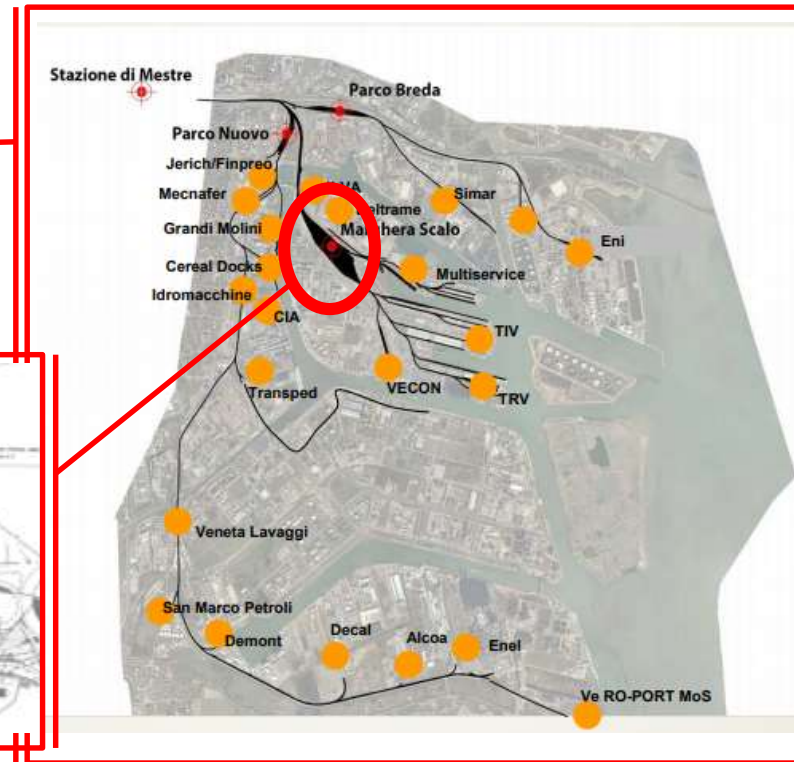 Stazione di Mestre
Parco Breda
Parco Nuovo
Jerich/Finpreo
Mecnafer
Simar
Beltrame
Grandi Molini
Marghera Scalo
Eni
Cereal Docks
Multiservice
Idromacchine
CIA
TIV
Transped
VECON
TRV
Veneta Lavaggi
San Marco Petroli
Demont
Decal
Alcoa
Enel
Ve RO-PORT MoS